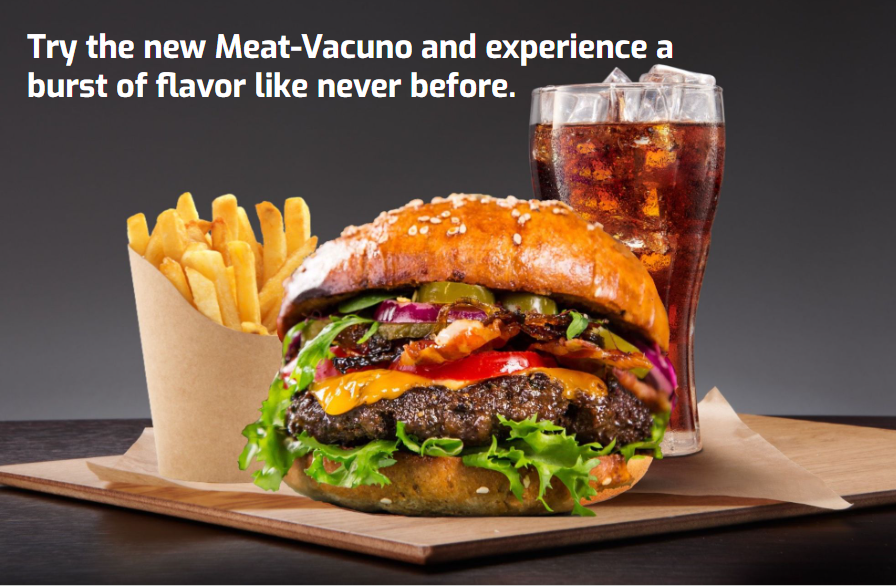 Try the new Meat-Vacuno and experience a
burst of flavor like never before.